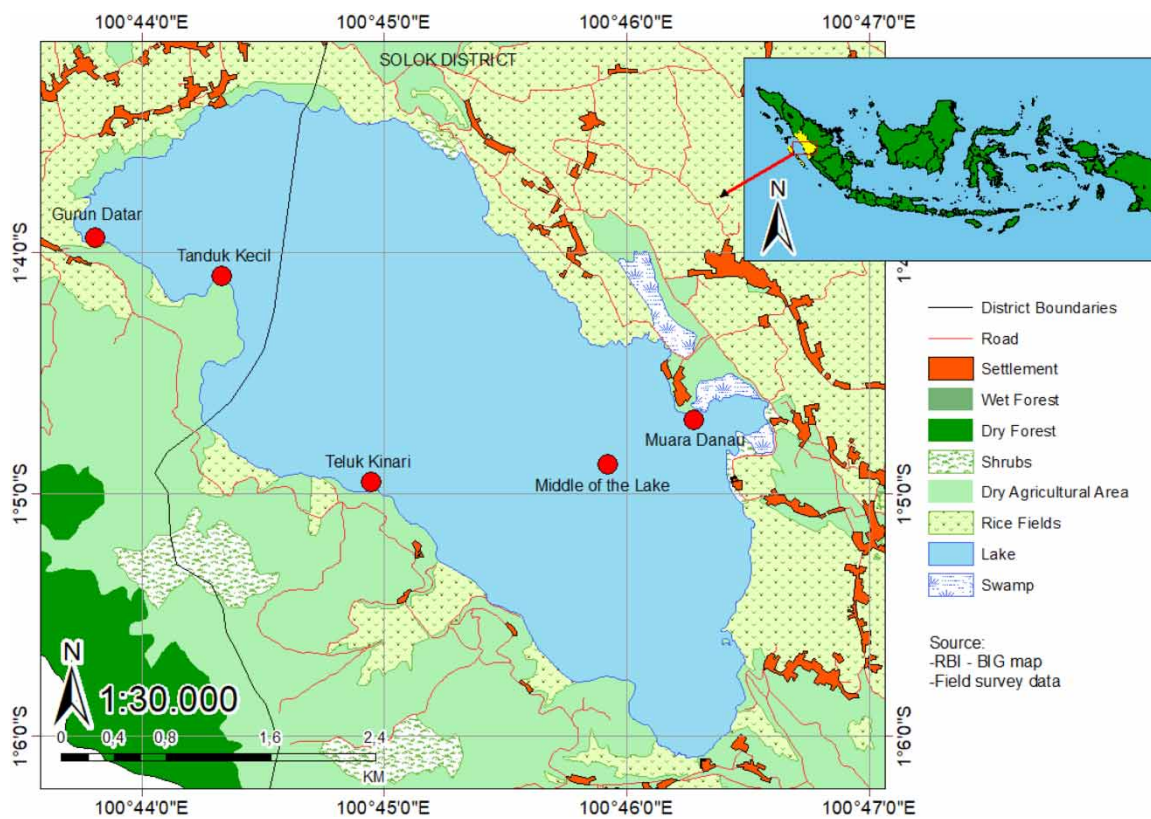 100°44'0"E 100°45'0"E 100°46'0"E 100°47'0"E
SOLOK DISTRICT
Gurun Datar
N
1°4'0"S
Tanduk Kecil
District Boundaries
Road
Settlement
Wet Forest
Dry Forest
Shrubs
Dry Agricultural Area
Rice Fields
Lake
Swamp
Muara Danau
Teluk Kinari
Middle of the Lake
1°5'0"S 1°5'0"S
Source:
-RBI - BIG map
-Field survey data
N
1:30.000
1°6'0"S 1°6'0"S
0 0,4 0,8 1,6 2,4
KM
100°44'0"E 100°45'0"E 100°46'0"E 100°47'0"E